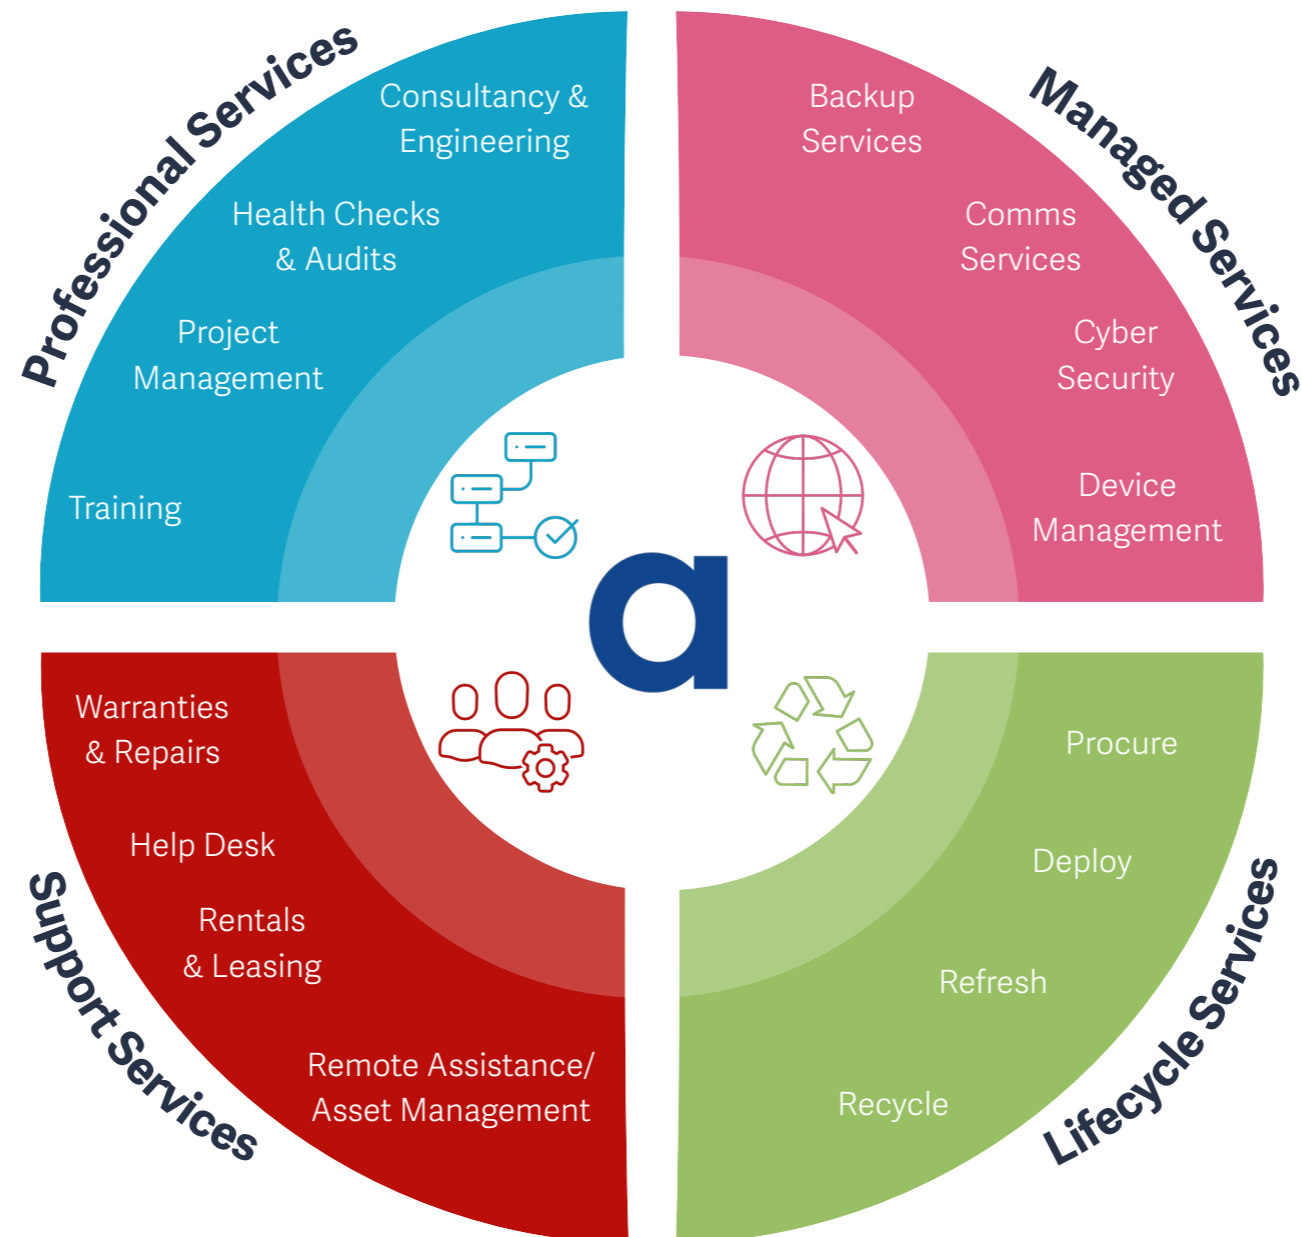 Professional Services
Consultancy &
Engineering
Health Checks
& Audits
Project
Management
Training
Managed Services
Backup
Services
Comms
Services
Cyber
Security
Device
Management
a
Support Services
Warranties
& Repairs
Help Desk
Rentals
& Leasing
Remote Assistance/
Asset Management
Lifecycle Services
Procure
Deploy
Refresh
Recycle